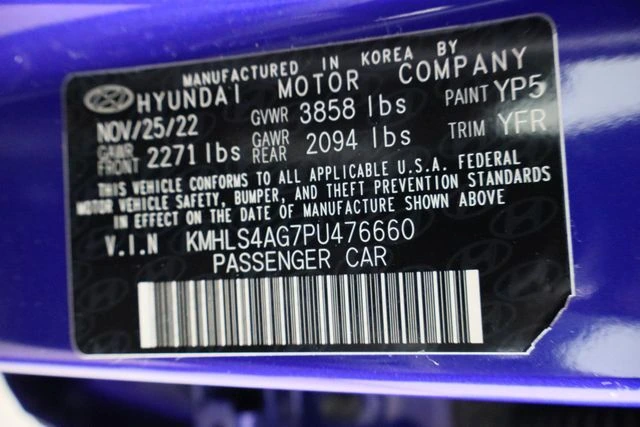 MANUFACTURED IN KOREA BY
HYUNDAI MOTOR COMPANY
NOV/25/22 GVWR 3858 lbs PAINT YP5
GAWR FRONT 2271 lbs GAWR REAR 2094 lbs TRIM YFR
THIS VEHICLE CONFORMS TO ALL APPLICABLE U.S.A. FEDERAL
MOTOR VEHICLE SAFETY, BUMPER, AND THEFT PREVENTION STANDARDS
IN EFFECT ON THE DATE OF MANUFACTURE SHOWN ABOVE
V.I.N KMHLS4AG7PU476660
PASSENGER CAR